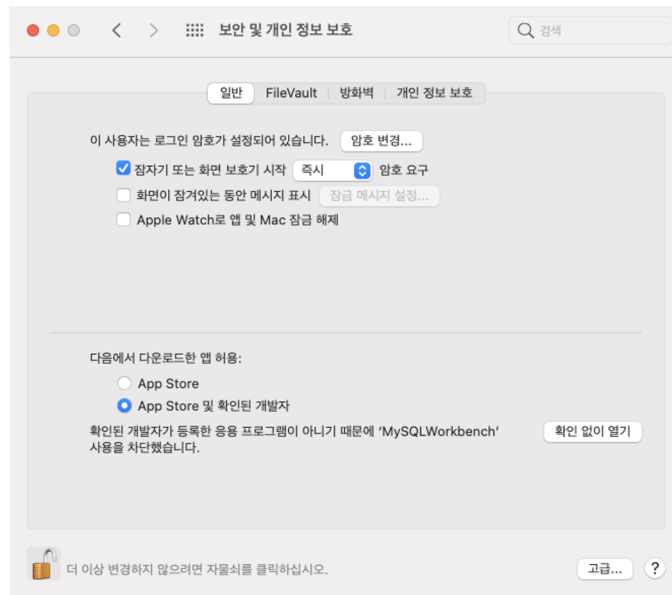 보안 및 개인 정보 보호
검색
일반 FileVault 방화벽 개인 정보 보호
이 사용자는 로그인 암호가 설정되어 있습니다. 암호 변경...
잠자기 또는 화면 보호기 시작 즉시 암호 요구
화면이 잠겨있는 동안 메시지 표시 잠금 메시지 설정...
Apple Watch로 앱 및 Mac 잠금 해제
다음에서 다운로드한 앱 허용:
App Store
App Store 및 확인된 개발자
확인된 개발자가 등록한 응용 프로그램이 아니기 때문에 ‘MySQLWorkbench’ 확인 없이 열기
사용을 차단했습니다.
더 이상 변경하지 않으려면 자물쇠를 클릭하십시오. 고급... ?